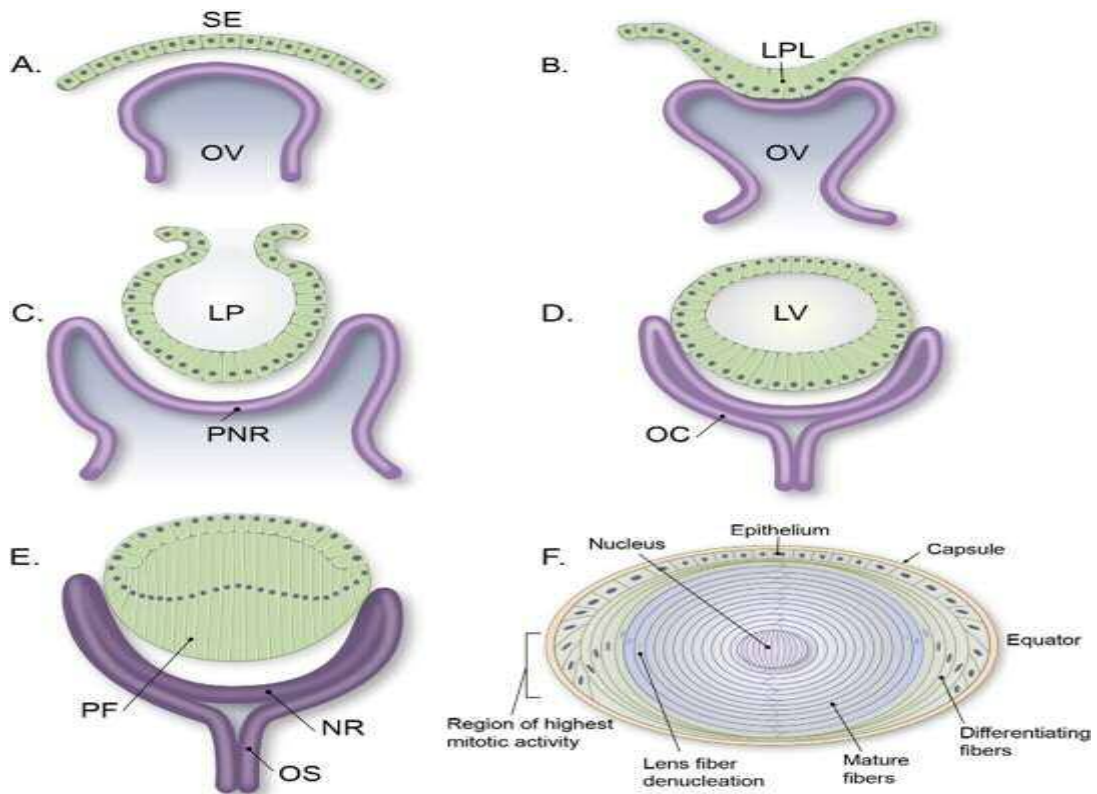 A.
SE
OV
B.
LPL
OV
C.
LP
PNR
D.
LV
OC
E.
PF
NR
OS
F.
Epithelium
Nucleus
Capsule
Equator
Region of highest
mitotic activity
Lens fiber
denucleation
Mature
fibers
Differentiating
fibers